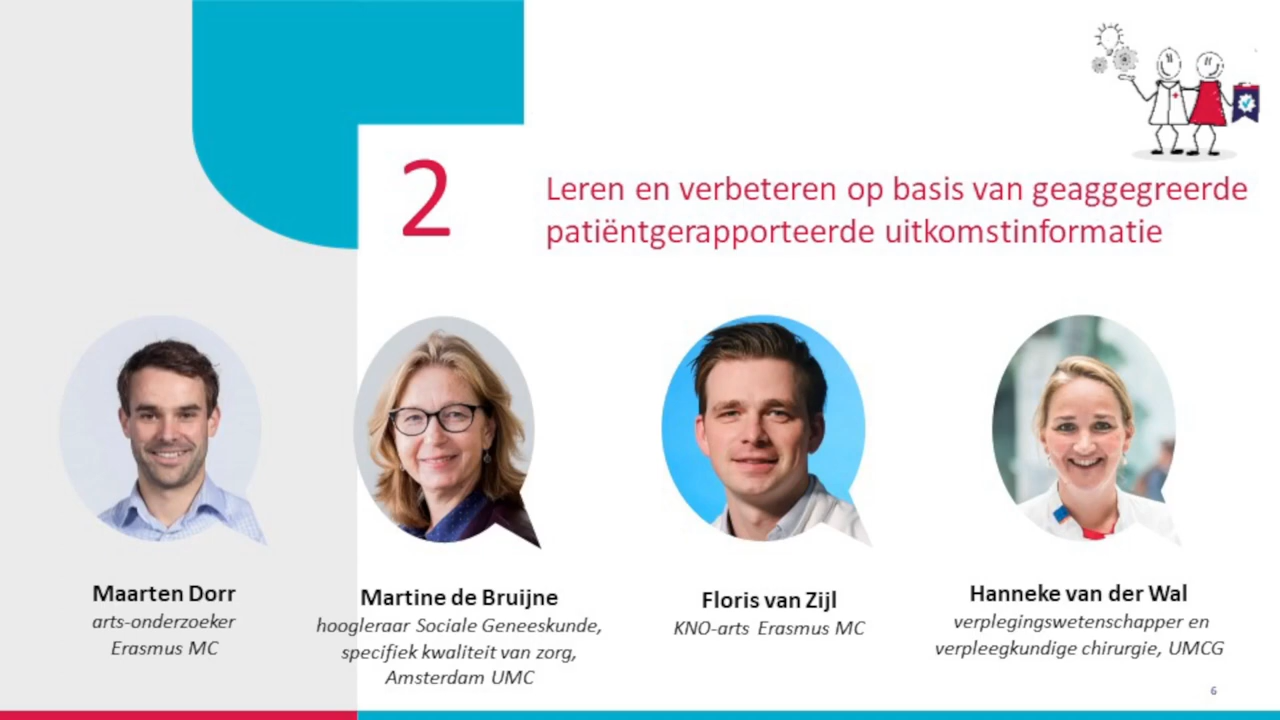 2
Leren en verbeteren op basis van geaggegreerde
patiëntgerapporteerde uitkomstinformatie
Maarten Dorr
arts-onderzoeker
Erasmus MC
Martine de Bruijne
hoogleraar Sociale Geneeskunde,
specifiek kwaliteit van zorg,
Amsterdam UMC
Floris van Zijl
KNO-arts Erasmus MC
Hanneke van der Wal
verplegingswetenschapper en
verpleegkundige chirurgie, UMCG
6